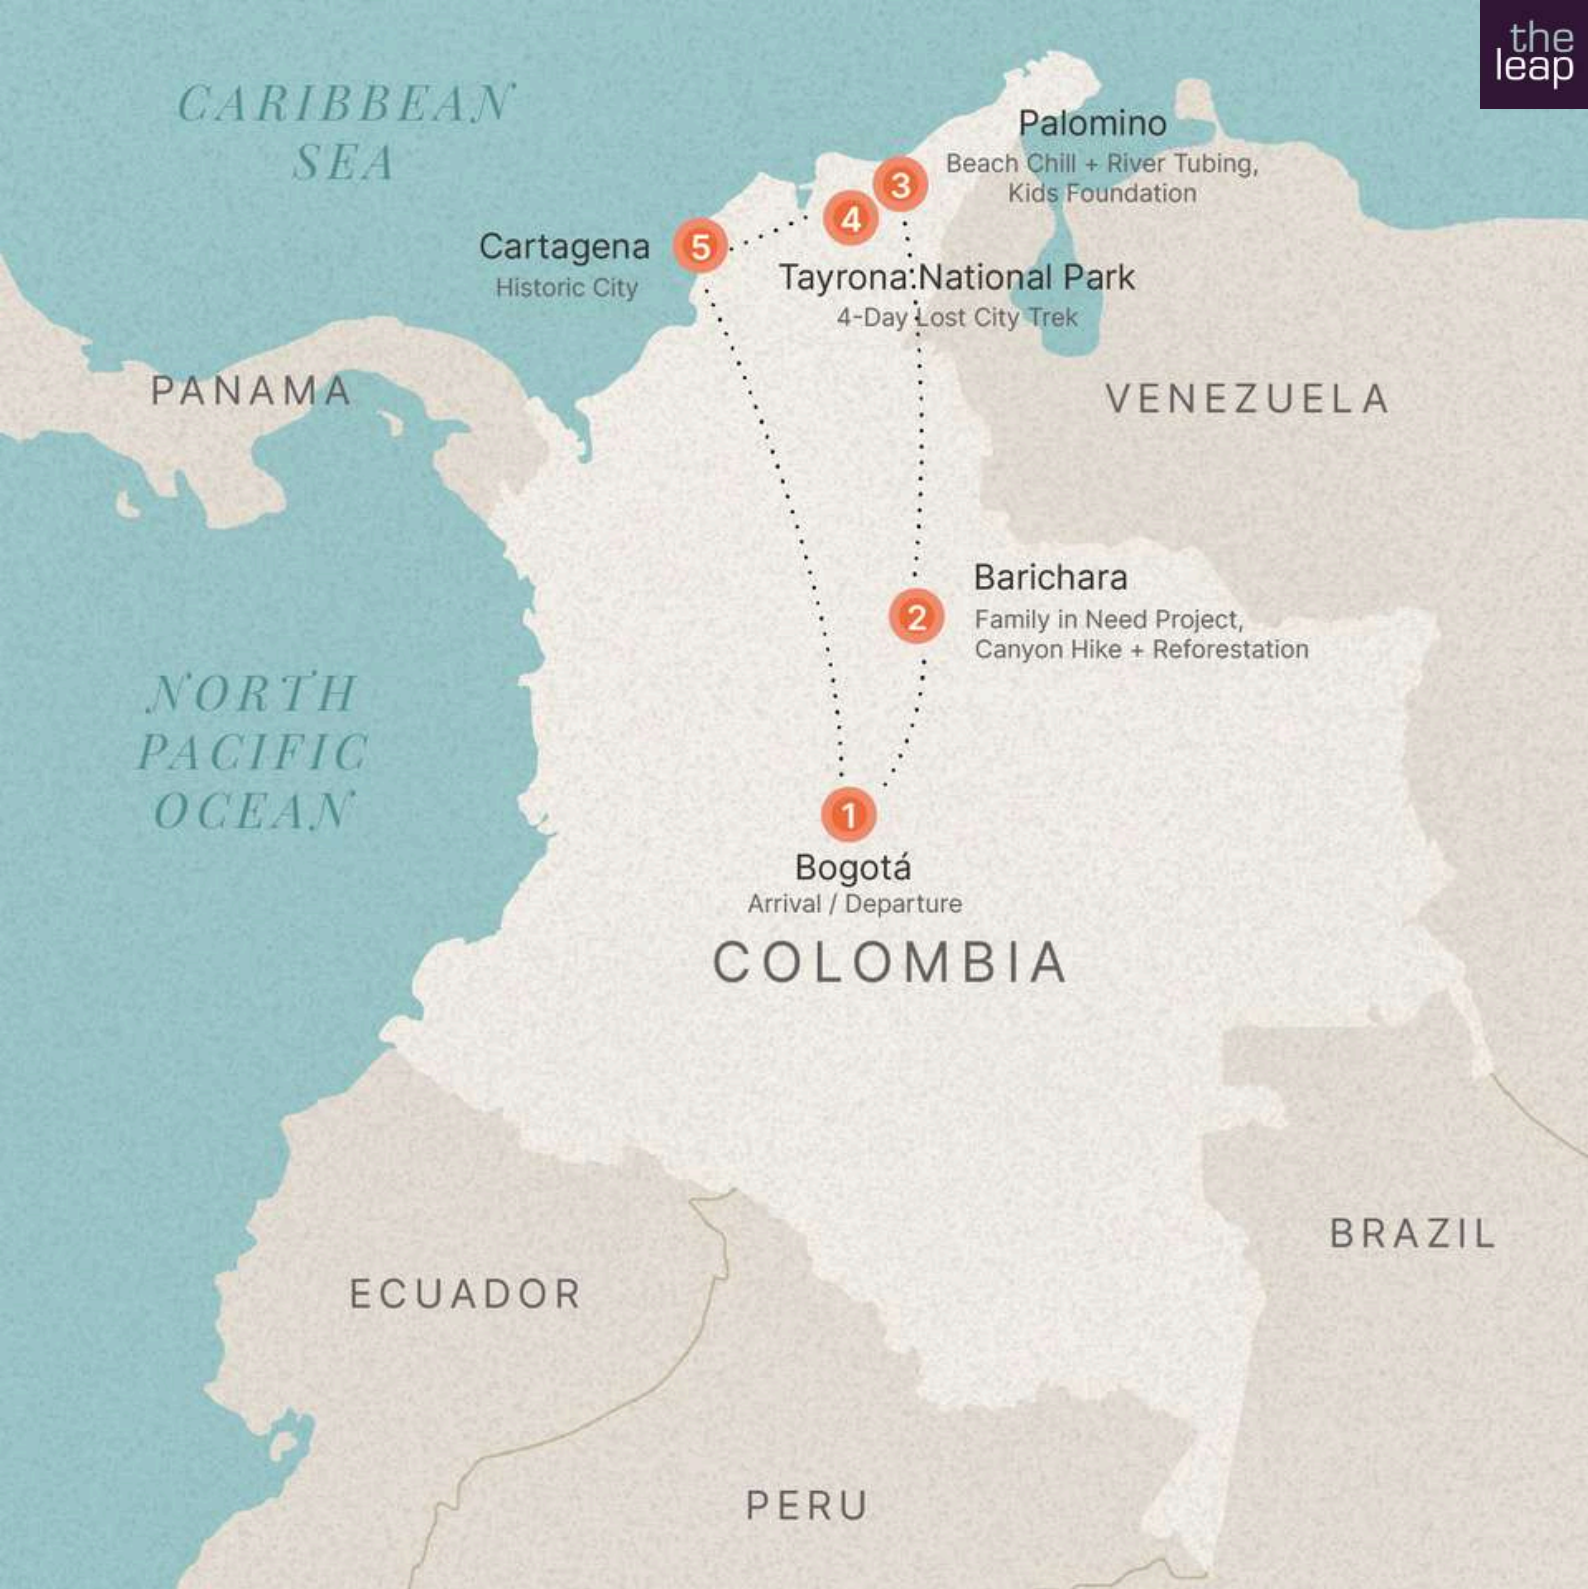 the
leap
CARIBBEAN
SEA
Palomino
Beach Chill + River Tubing,
Kids Foundation
3
4
Cartagena
Historic City
5
Tayrona National Park
4-Day Lost City Trek
PANAMA
VENEZUELA
2
Barichara
Family in Need Project,
Canyon Hike + Reforestation
NORTH
PACIFIC
OCEAN
1
Bogotá
Arrival / Departure
COLOMBIA
BRAZIL
ECUADOR
PERU